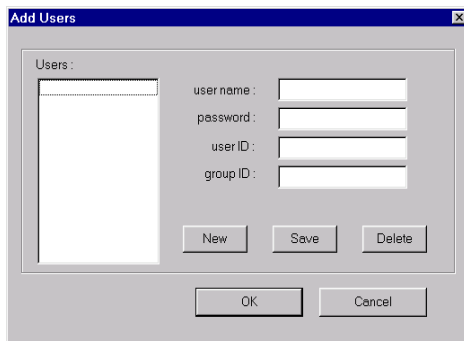 Add Users
Users :
user name :
password :
user ID :
group ID :
New Save Delete
OK Cancel